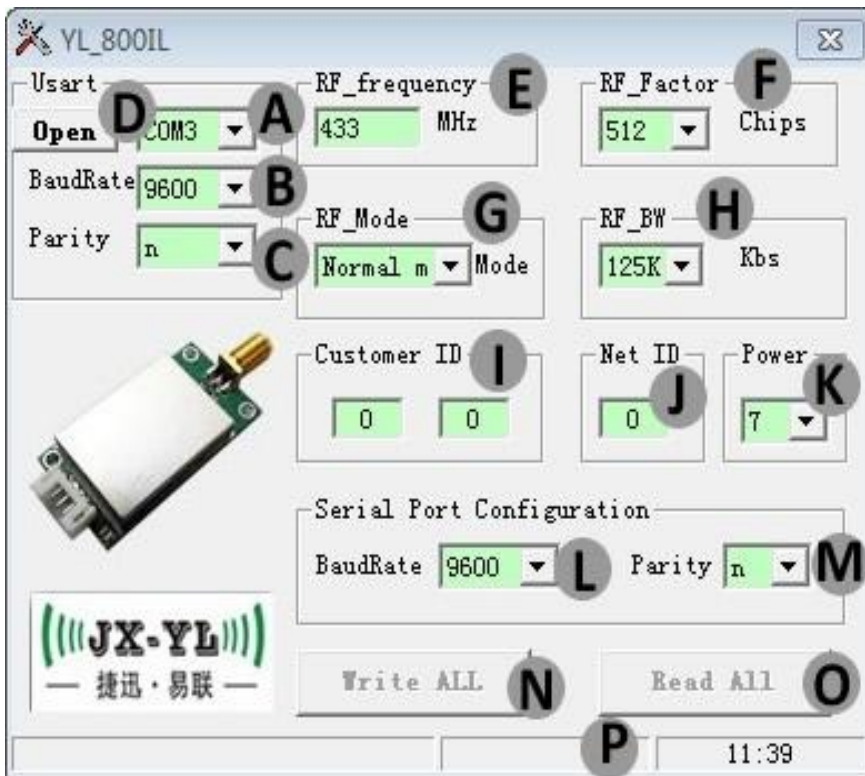 YL_800IL
Usart
Open D COM3 A
BaudRate 9600 B
Parity n C
RF_frequency E
433 MHz
RF_Factor F
512 Chips
RF_Mode G
Normal m Mode
RF_BW H
125K Kbs
Customer ID I
0 0
Net ID J
0
Power K
7
Serial Port Configuration
BaudRate 9600 L Parity n M
JX-YL
捷迅·易联
Write ALL N Read All O
P 11:39